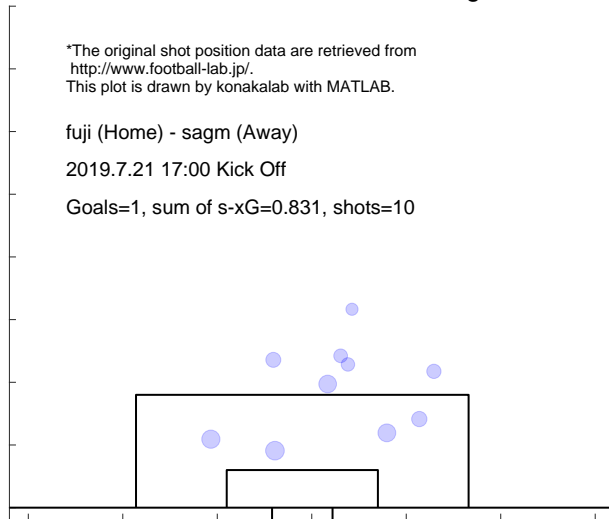 *The original shot position data are retrieved from
http://www.football-lab.jp/.
This plot is drawn by konakalab with MATLAB.
fuji (Home) - sagm (Away)
2019.7.21 17:00 Kick Off
Goals=1, sum of s-xG=0.831, shots=10